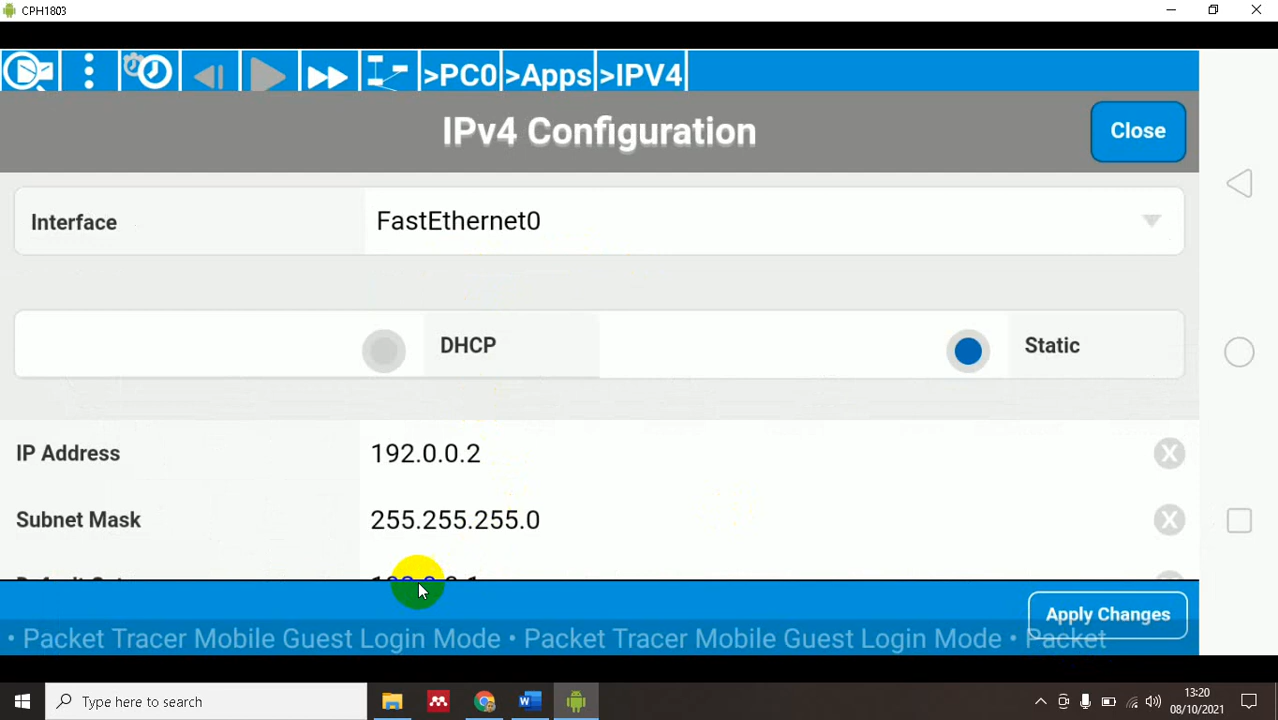 CPH1803
>PC0 >Apps >IPV4
IPv4 Configuration
Close
Interface
FastEthernet0
DHCP
Static
IP Address
192.0.0.2
X
Subnet Mask
255.255.255.0
X
Apply Changes
• Packet Tracer Mobile Guest Login Mode • Packet Tracer Mobile Guest Login Mode • Packet
Type here to search
W
13:20
08/10/2021